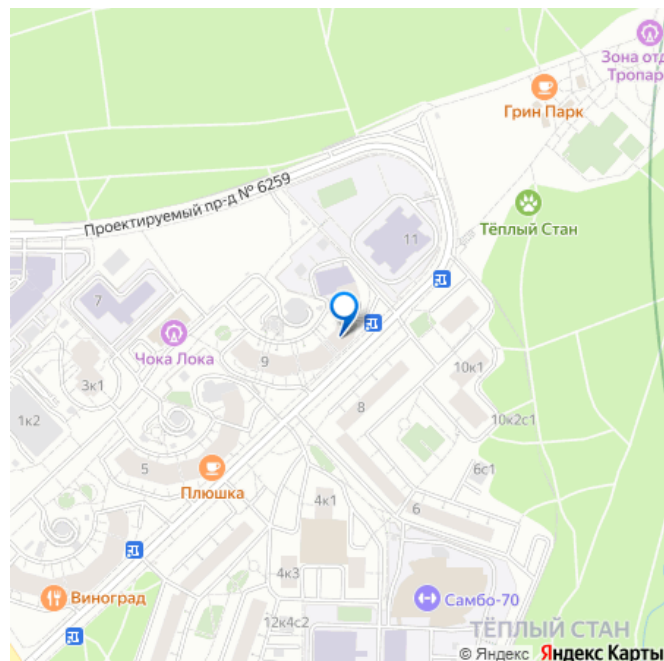 Зона отд
Тропар
Грин Парк
Проектируемый пр-д № 6259
Тёплый Стан
11
7
Чока Лока
9
3к1
10к1
1к2
8
10к2с1
5
Плюшка
6с1
4к1
6
4к3
Виноград
Самбо-70
12к4с2
ТЁПЛЫЙ СТАН
© Яндекс Яндекс Карты